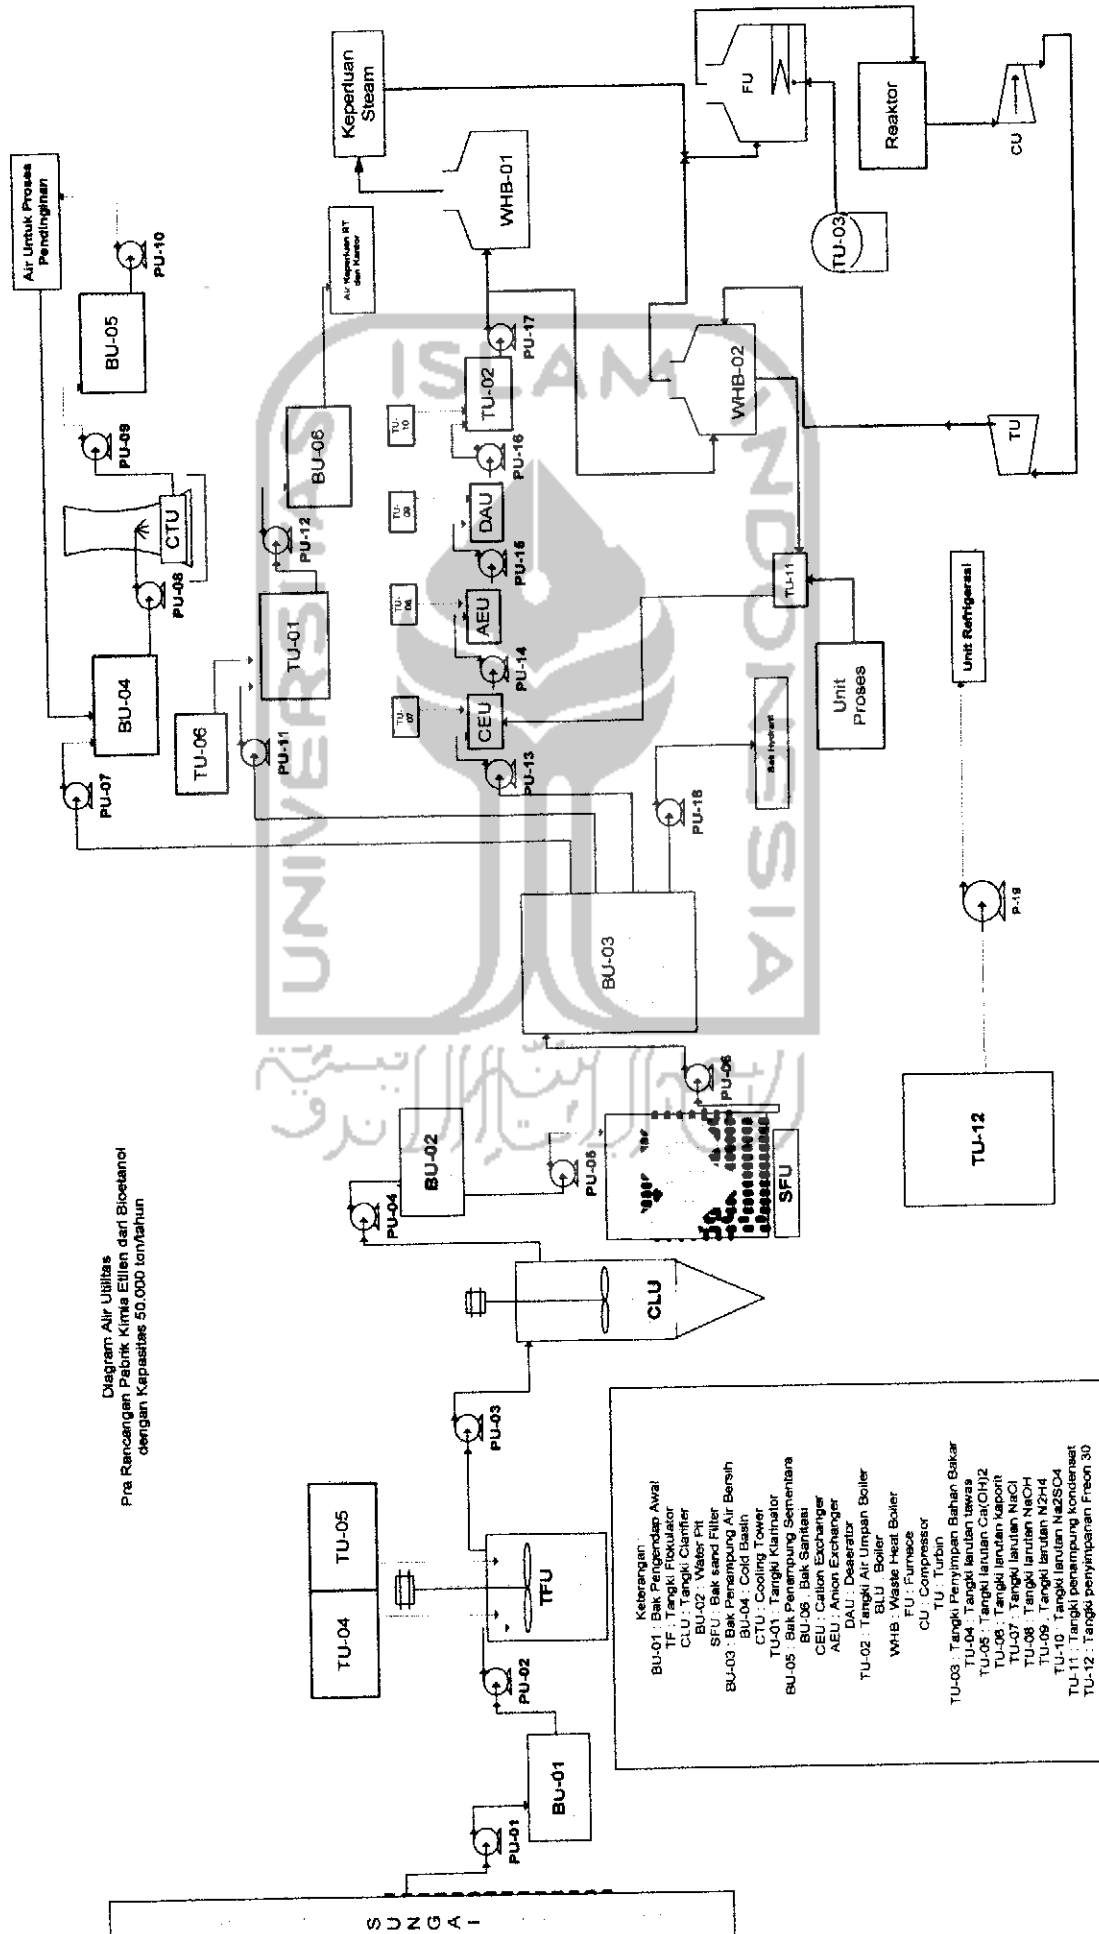 Diagram Alir Utilitas
Pra Rancangan Pabrik Kimia Etilen dari Bioetanol
dengan Kapasitas 50.000 ton/tahun
SUNGAI
PU-01
BU-01
PU-02
TU-04
TU-05
TFU
PU-03
CLU
PU-04
BU-02
PU-05
SFU
PU-06
BU-03
PU-07
BU-04
PU-08
CTU
PU-09
BU-05
PU-10
Air Untuk Proses
Pendinginan
TU-06
PU-11
TU-01
PU-12
BU-06
Air Keperluan RT
dan Kantor
PU-13
TU-07
CEU
PU-14
TU-08
AEU
PU-15
TU-09
DAU
PU-16
TU-10
TU-02
PU-17
WHB-01
Keperluan
Steam
WHB-02
FU
TU-03
Reaktor
CU
TU
TU-11
Unit
Proses
PU-18
Bak Hydrant
TU-12
P-19
Unit Refrigerasi
Keterangan :
BU-01 : Bak Pengendap Awal
TF : Tangki Flokulator
CLU : Tangki Clarifier
BU-02 : Water Pit
SFU : Bak sand Filter
BU-03 : Bak Penampung Air Bersih
BU-04 : Cold Basin
CTU : Cooling Tower
TU-01 : Tangki Klarinator
BU-05 : Bak Penampung Sementara
BU-06 : Bak Sanitasi
CEU : Cation Exchanger
AEU : Anion Exchanger
DAU : Deaerator
TU-02 : Tangki Air Umpan Boiler
BLU : Boiler
WHB : Waste Heat Boiler
FU : Furnace
CU : Compressor
TU : Turbin
TU-03 : Tangki Penyimpan Bahan Bakar
TU-04 : Tangki larutan tawas
TU-05 : Tangki larutan Ca(OH)2
TU-06 : Tangki larutan kaporit
TU-07 : Tangki larutan NaCl
TU-08 : Tangki larutan NaOH
TU-09 : Tangki larutan N2H4
TU-10 : Tangki larutan Na2SO4
TU-11 : Tangki penampung kondensat
TU-12 : Tangki penyimpanan Freon 30
UNIVERSITAS
ISLAM
INDONESIA